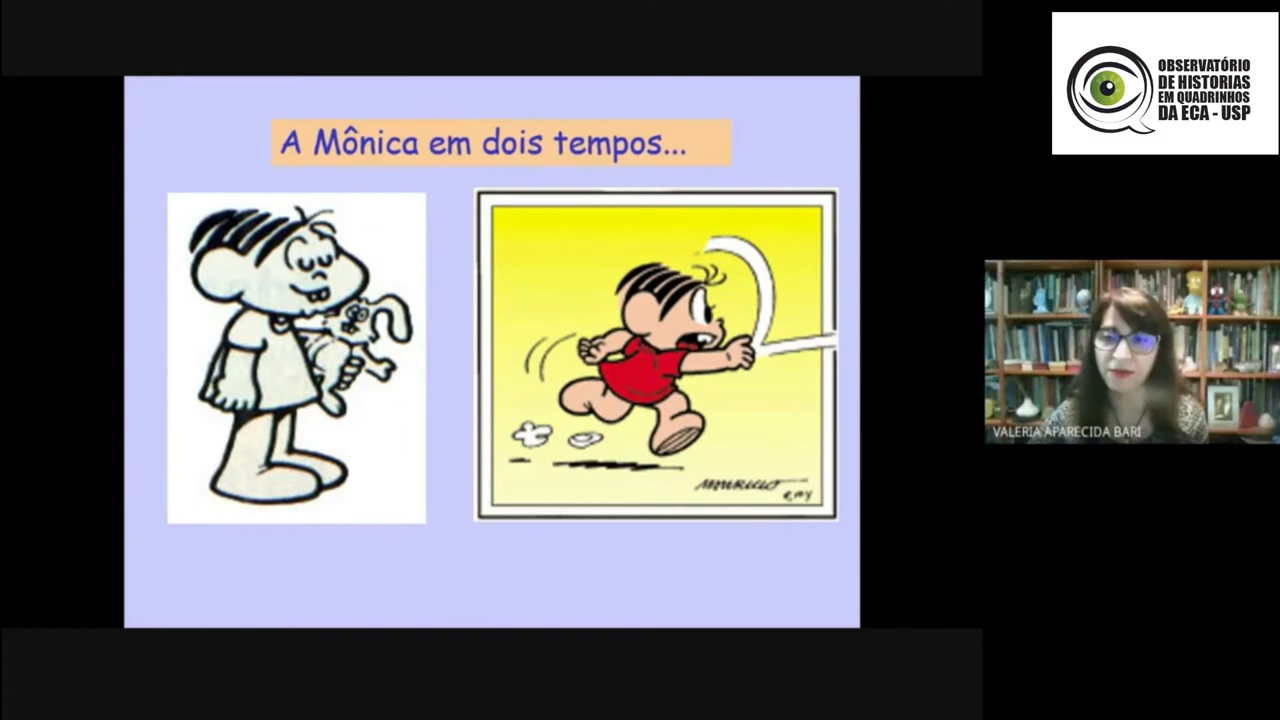 A Mônica em dois tempos...
MAURICIO
OBSERVATÓRIO
DE HISTORIAS
EM QUADRINHOS
DA ECA - USP
VALERIA APARECIDA BARI